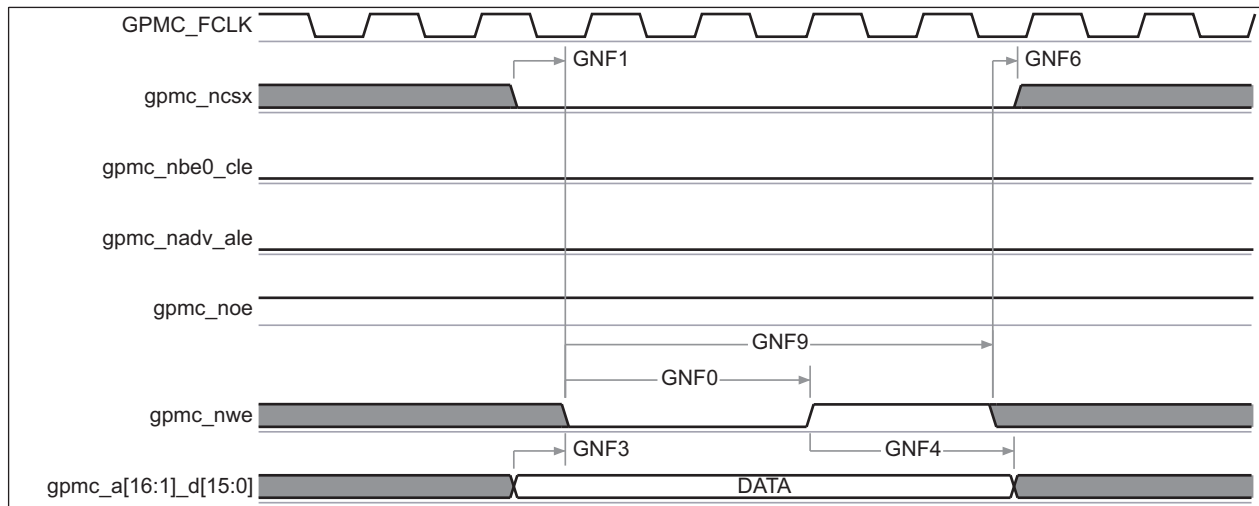 GPMC_FCLK
GNF1
GNF6
gpmc_ncsx
gpmc_nbe0_cle
gpmc_nadv_ale
gpmc_noe
GNF9
GNF0
gpmc_nwe
GNF3
GNF4
gpmc_a[16:1]_d[15:0]
DATA